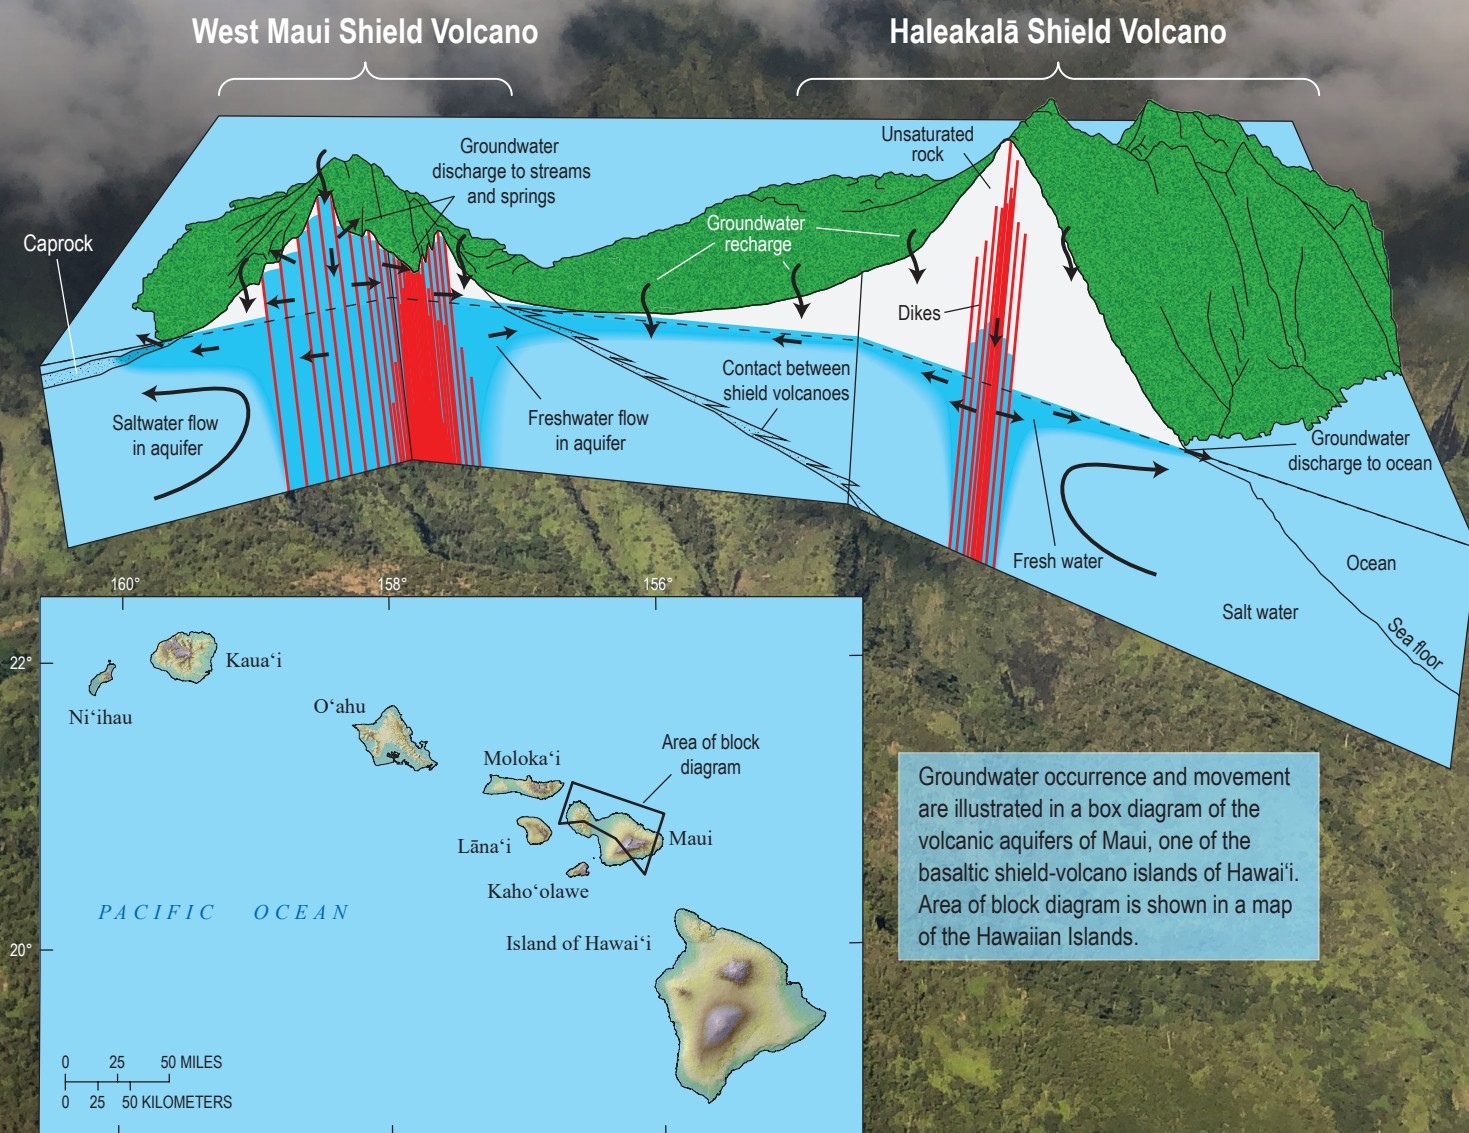 West Maui Shield Volcano
Haleakalā Shield Volcano
Groundwater
discharge to streams
and springs
Unsaturated
rock
Caprock
Groundwater
recharge
Dikes
Contact between
shield volcanoes
Saltwater flow
in aquifer
Freshwater flow
in aquifer
Groundwater
discharge to ocean
Fresh water
Ocean
Salt water
Sea floor
160°
158°
156°
22°
20°
Kaua‘i
Ni‘ihau
O‘ahu
Moloka‘i
Area of block
diagram
Lāna‘i
Maui
Kaho‘olawe
PACIFIC OCEAN
Island of Hawai‘i
0 25 50 MILES
0 25 50 KILOMETERS
Groundwater occurrence and movement
are illustrated in a box diagram of the
volcanic aquifers of Maui, one of the
basaltic shield-volcano islands of Hawai‘i.
Area of block diagram is shown in a map
of the Hawaiian Islands.